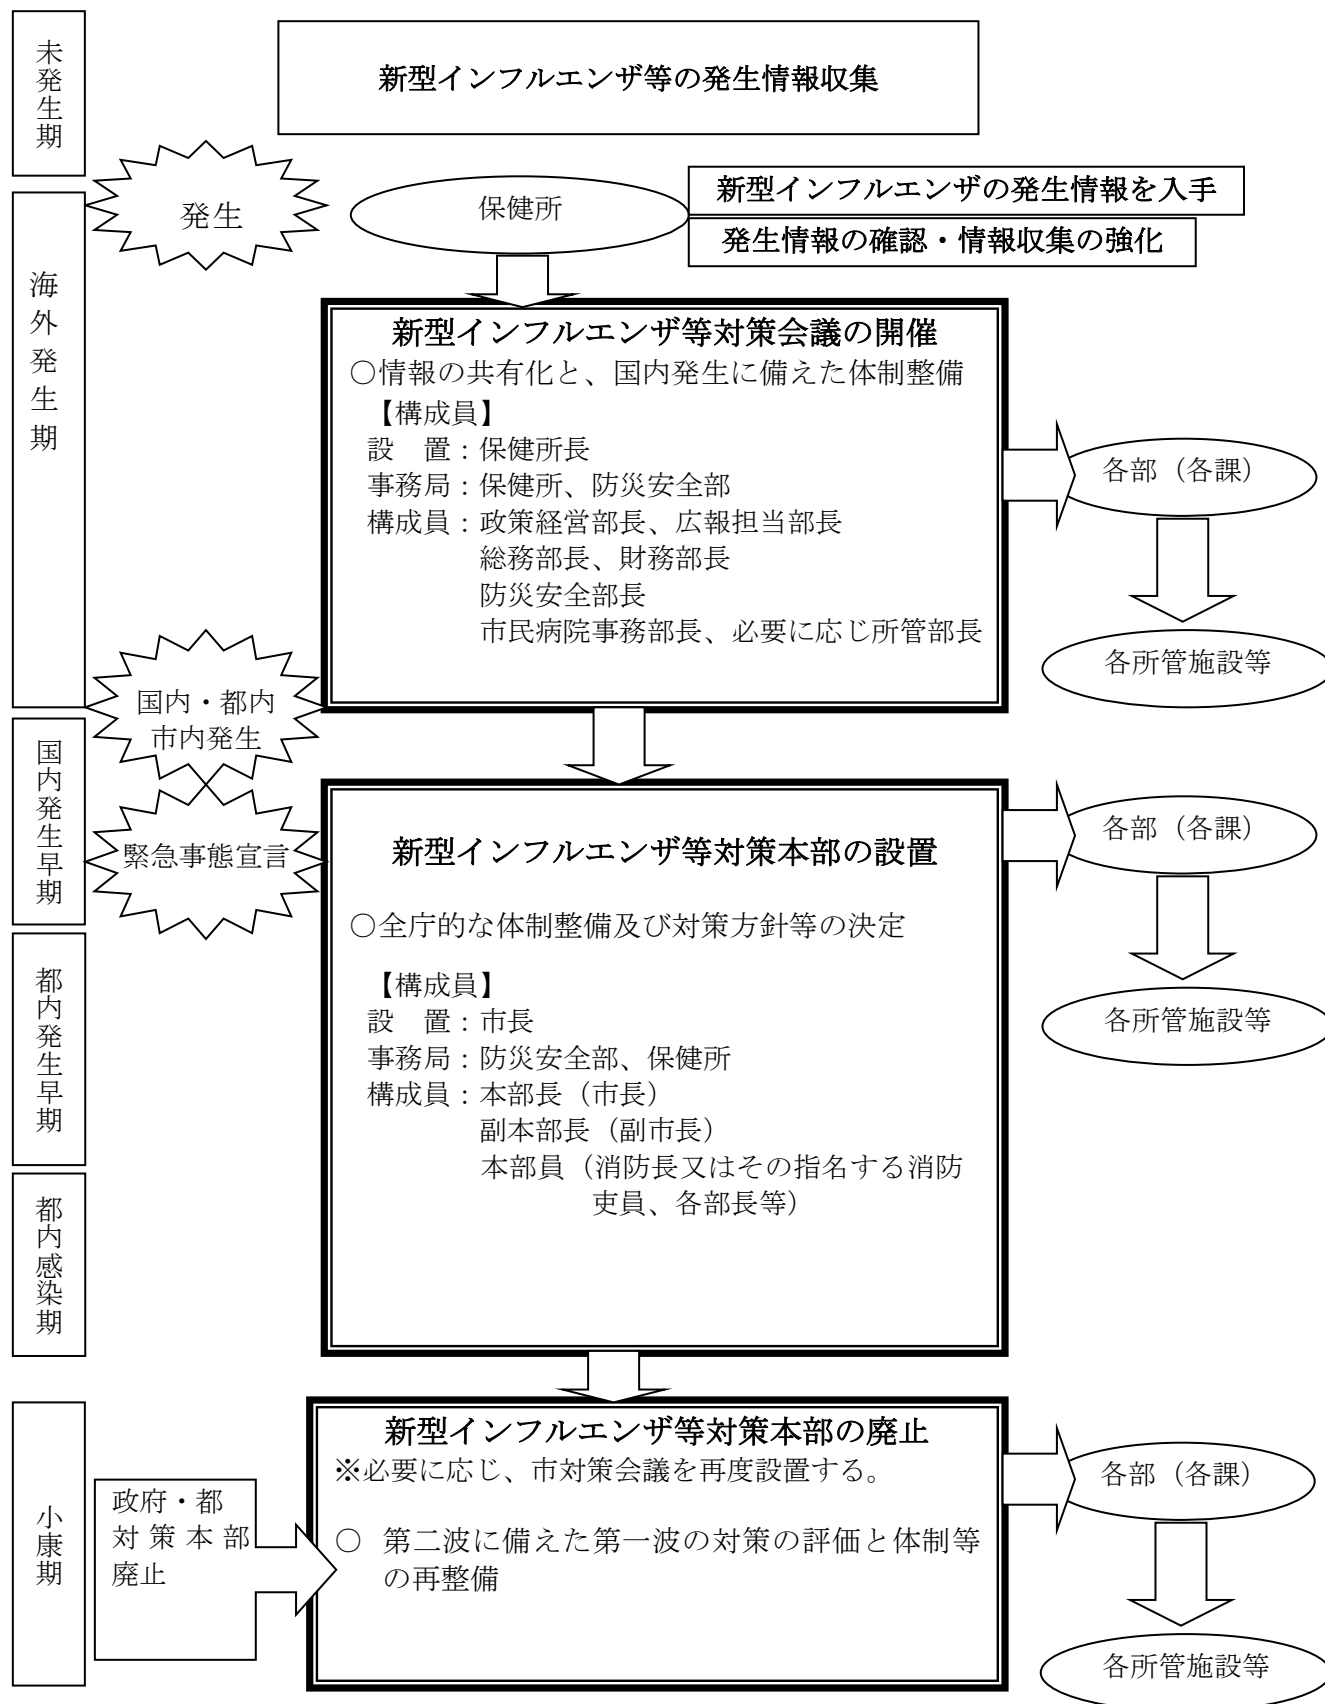 未発生期
新型インフルエンザ等の発生情報収集
発生
保健所
新型インフルエンザの発生情報を入手
発生情報の確認・情報収集の強化
海外発生期
新型インフルエンザ等対策会議の開催
○情報の共有化と、国内発生に備えた体制整備
【構成員】
設　置：保健所長
事務局：保健所、防災安全部
構成員：政策経営部長、広報担当部長
総務部長、財務部長
防災安全部長
市民病院事務部長、必要に応じ所管部長
各部（各課）
各所管施設等
国内・都内
市内発生
国内発生早期
緊急事態宣言
新型インフルエンザ等対策本部の設置
○全庁的な体制整備及び対策方針等の決定
【構成員】
設　置：市長
事務局：防災安全部、保健所
構成員：本部長（市長）
副本部長（副市長）
本部員（消防長又はその指名する消防
吏員、各部長等）
各部（各課）
各所管施設等
都内発生早期
都内感染期
小康期
政府・都
対策本部
廃止
新型インフルエンザ等対策本部の廃止
※必要に応じ、市対策会議を再度設置する。
○ 第二波に備えた第一波の対策の評価と体制等
の再整備
各部（各課）
各所管施設等